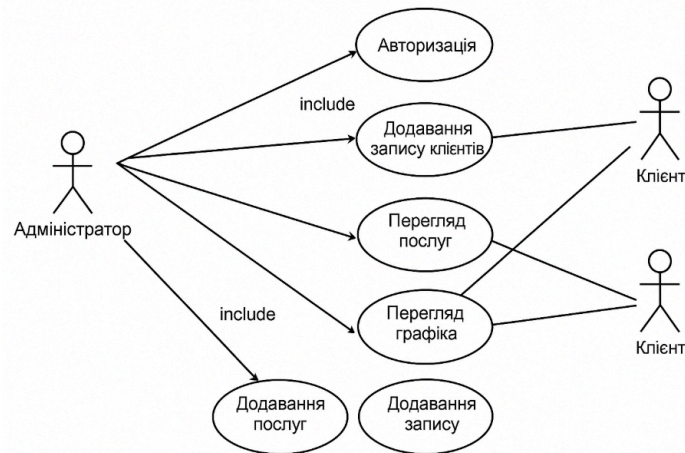 Авторизація
include
Додавання
запису клієнтів
Клієнт
Адміністратор
Перегляд
послуг
include
Перегляд
графіка
Клієнт
Додавання
послуг
Додавання
запису